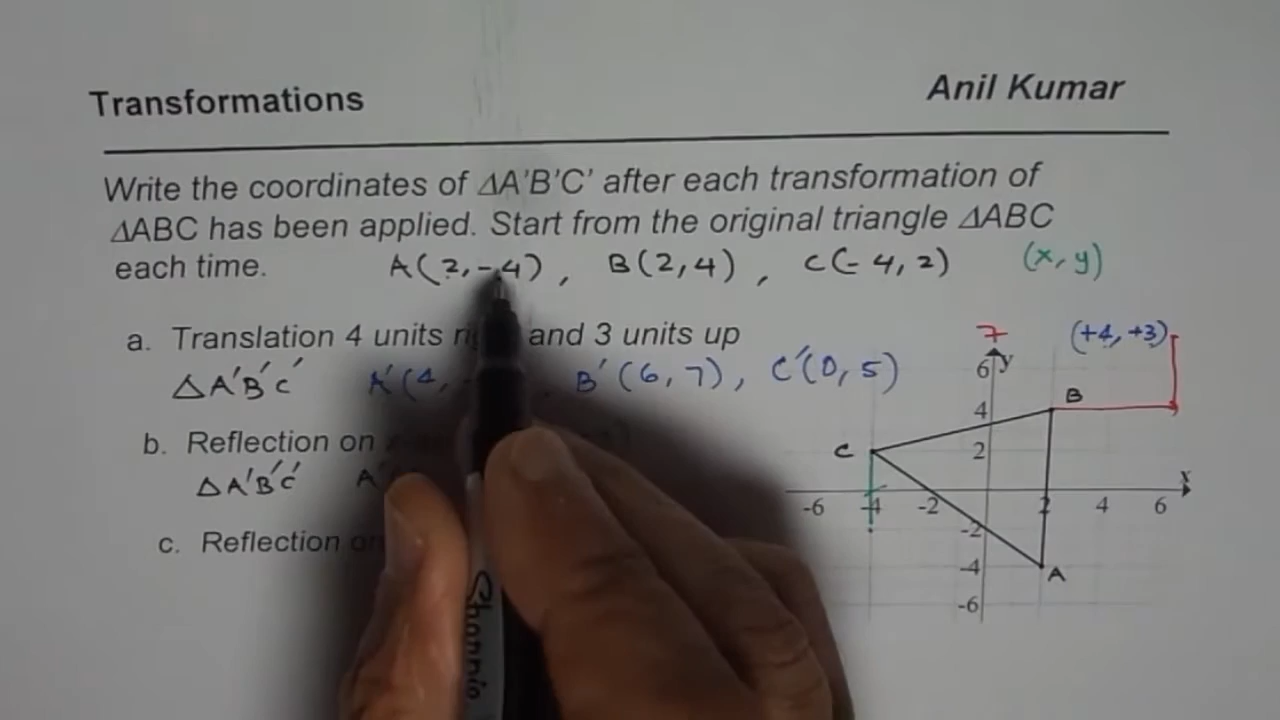 Transformations
Anil Kumar
Write the coordinates of ΔA'B'C' after each transformation of
ΔABC has been applied. Start from the original triangle ΔABC
each time. A(2,-4), B(2,4), C(-4,2) (x,y)
a. Translation 4 units and 3 units up
ΔA'B'C' A'(4, B'(6,7), C'(0,5)
b. Reflection on
ΔA'B'C' A'
c. Reflection on
7 (+4,+3)
6 y
4 B
C 2
x
-6 -4 -2 2 4 6
-2
-4 A
-6
Sharpie